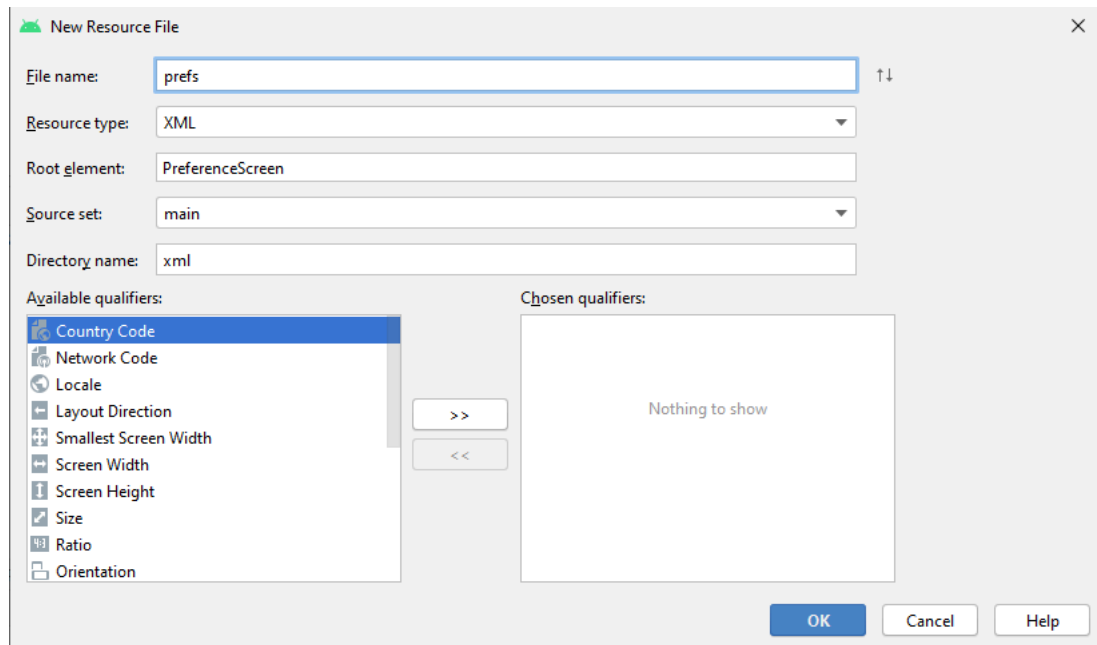 New Resource File
File name: prefs
Resource type: XML
Root element: PreferenceScreen
Source set: main
Directory name: xml
Available qualifiers: Chosen qualifiers:
Country Code
Network Code
Locale
Layout Direction
Smallest Screen Width
Screen Width
Screen Height
Size
Ratio
Orientation
>>
<<
Nothing to show
OK Cancel Help